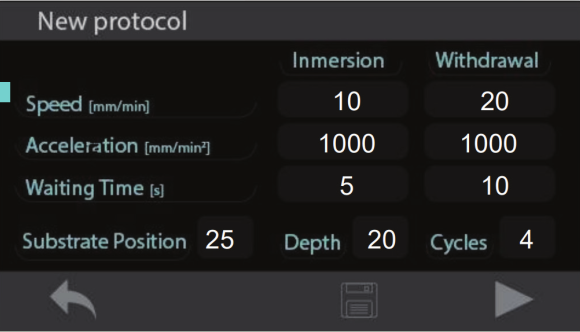 New protocol
Inmersion Withdrawal
Speed [mm/min] 10 20
Acceleration [mm/min²] 1000 1000
Waiting Time [s] 5 10
Substrate Position 25 Depth 20 Cycles 4